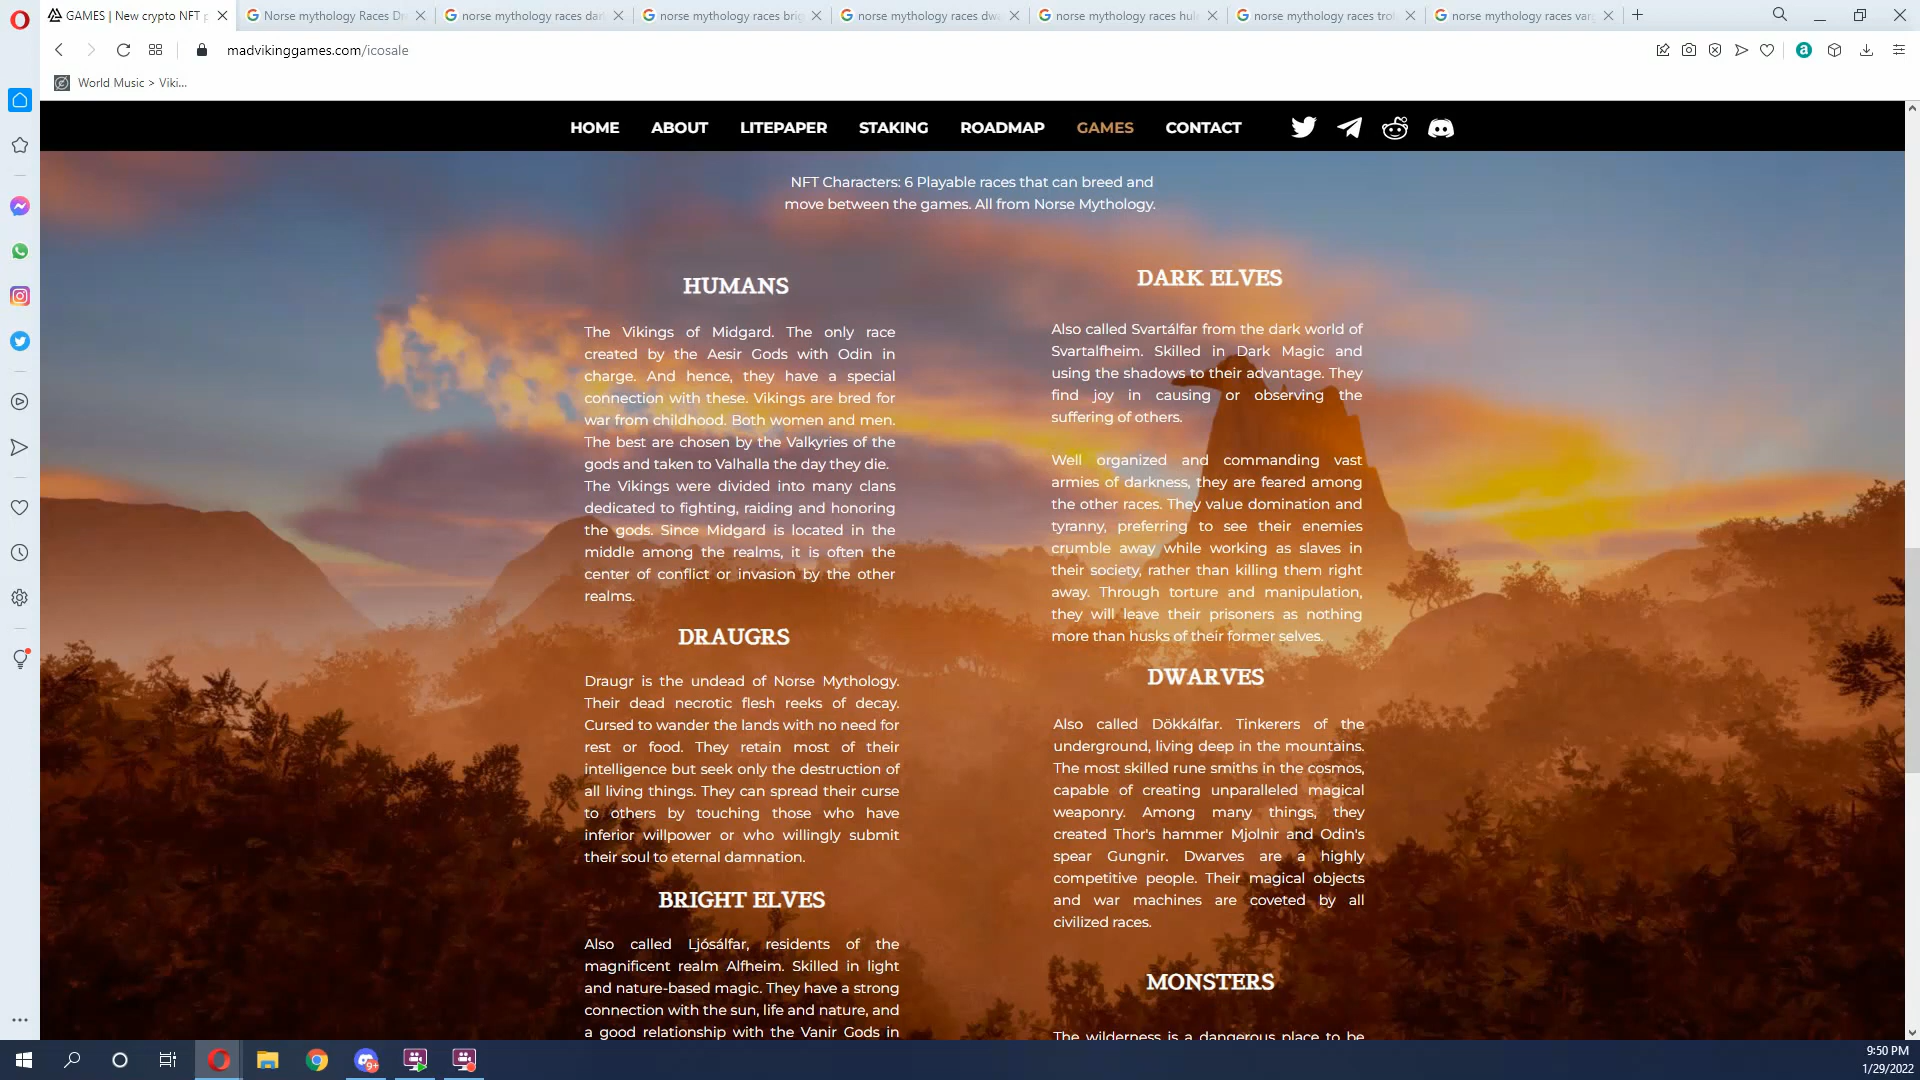 GAMES | New crypto NFT p
Norse mythology Races Dra
norse mythology races dar
norse mythology races brig
norse mythology races dwa
norse mythology races hul
norse mythology races trol
norse mythology races varg
madvikinggames.com/icosale
World Music > Viki...
HOME ABOUT LITEPAPER STAKING ROADMAP GAMES CONTACT
NFT Characters: 6 Playable races that can breed and
move between the games. All from Norse Mythology.
HUMANS
The Vikings of Midgard. The only race
created by the Aesir Gods with Odin in
charge. And hence, they have a special
connection with these. Vikings are bred for
war from childhood. Both women and men.
The best are chosen by the Valkyries of the
gods and taken to Valhalla the day they die.
The Vikings were divided into many clans
dedicated to fighting, raiding and honoring
the gods. Since Midgard is located in the
middle among the realms, it is often the
center of conflict or invasion by the other
realms.
DRAUGRS
Draugr is the undead of Norse Mythology.
Their dead necrotic flesh reeks of decay.
Cursed to wander the lands with no need for
rest or food. They retain most of their
intelligence but seek only the destruction of
all living things. They can spread their curse
to others by touching those who have
inferior willpower or who willingly submit
their soul to eternal damnation.
BRIGHT ELVES
Also called Ljósálfar, residents of the
magnificent realm Alfheim. Skilled in light
and nature-based magic. They have a strong
connection with the sun, life and nature, and
a good relationship with the Vanir Gods in
DARK ELVES
Also called Svartálfar from the dark world of
Svartalfheim. Skilled in Dark Magic and
using the shadows to their advantage. They
find joy in causing or observing the
suffering of others.
Well organized and commanding vast
armies of darkness, they are feared among
the other races. They value domination and
tyranny, preferring to see their enemies
crumble away while working as slaves in
their society, rather than killing them right
away. Through torture and manipulation,
they will leave their prisoners as nothing
more than husks of their former selves.
DWARVES
Also called Dökkálfar. Tinkerers of the
underground, living deep in the mountains.
The most skilled rune smiths in the cosmos,
capable of creating unparalleled magical
weaponry. Among many things, they
created Thor's hammer Mjolnir and Odin's
spear Gungnir. Dwarves are a highly
competitive people. Their magical objects
and war machines are coveted by all
civilized races.
MONSTERS
The wilderness is a dangerous place to be
9+
9:50 PM
1/29/2022